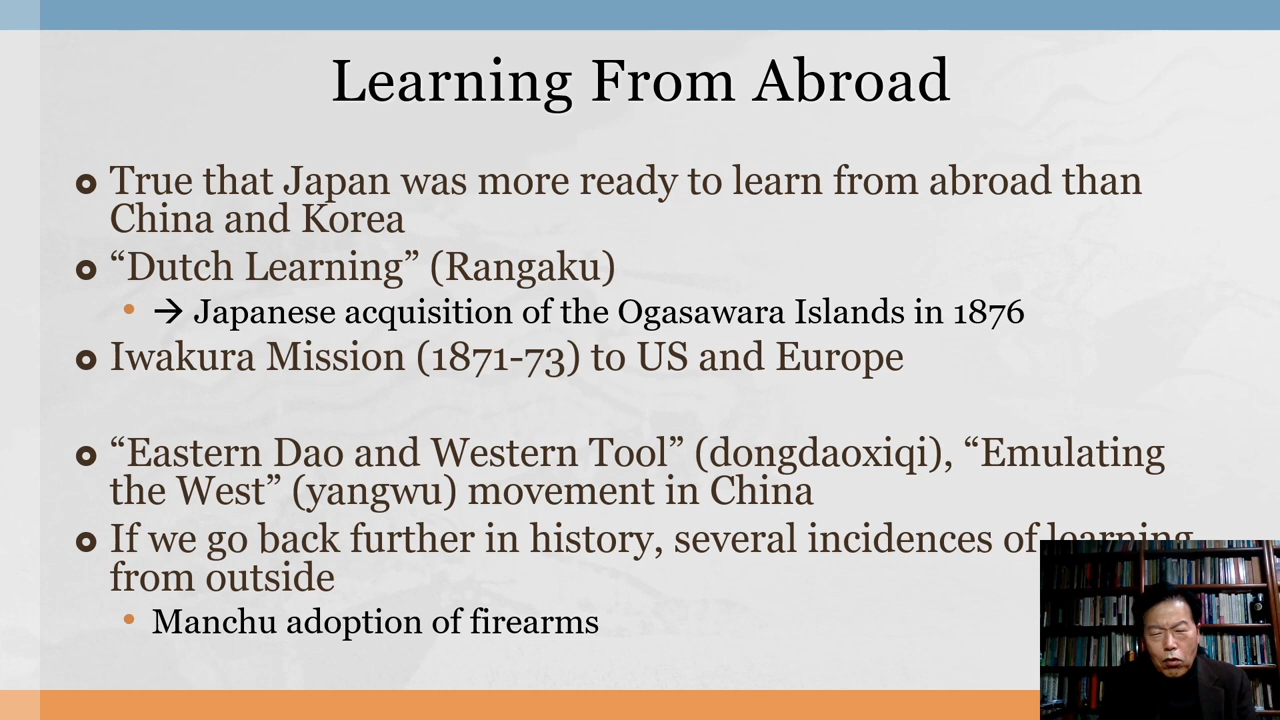 Learning From Abroad
True that Japan was more ready to learn from abroad than
China and Korea
“Dutch Learning” (Rangaku)
→ Japanese acquisition of the Ogasawara Islands in 1876
Iwakura Mission (1871-73) to US and Europe
“Eastern Dao and Western Tool” (dongdaoxiqi), “Emulating
the West” (yangwu) movement in China
If we go back further in history, several incidences of learning
from outside
Manchu adoption of firearms